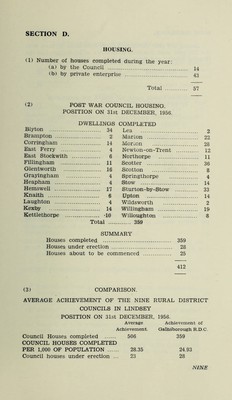 SECTION D.
HOUSING.
(1) Number of houses completed during the year:
(a) by the Council 14
(b) by private enterprise 43
Total 57
(2) POST WAR COUNCIL HOUSING.
POSITION ON 31ST DECEMBER, 1956.
DWELLINGS COMPLETED
Blyton 34 Lea 2
Brampton 2 Marton 22
Corringham 14 Morton 28
East Ferry 4 Newton-on-Trent 12
East Stockwith 6 Northorpe 11
Fillingham 11 Scotter 36
Glentworth 16 Scotton 8
Grayingham 4 Springthorpe 4
Heapham 4 Stow 14
Hemswell 17 Sturton-by-Stow 23
Knaith 8 Upton 14
Laughton 4 Wildsworth 2
Kexby 14 Willingham 19
Kettlethorpe 10 Willoughton 8
Total 359
SUMMARY
Houses completed 359
Houses under erection 28
Houses about to be commenced 25
412
(3) COMPARISON.
AVERAGE ACHIEVEMENT OF THE NINE RURAL DISTRICT
COUNCILS IN LINDSEY
POSITION ON 31st DECEMBER, 1956
Average Achievement of
Achievement. Gainsborough R.D.C.
Council Houses completed 506 359
COUNCIL HOUSES COMPLETED
PER 1,000 OF POPULATION 28.35 24.93
Council houses under erection 23 28
NINE